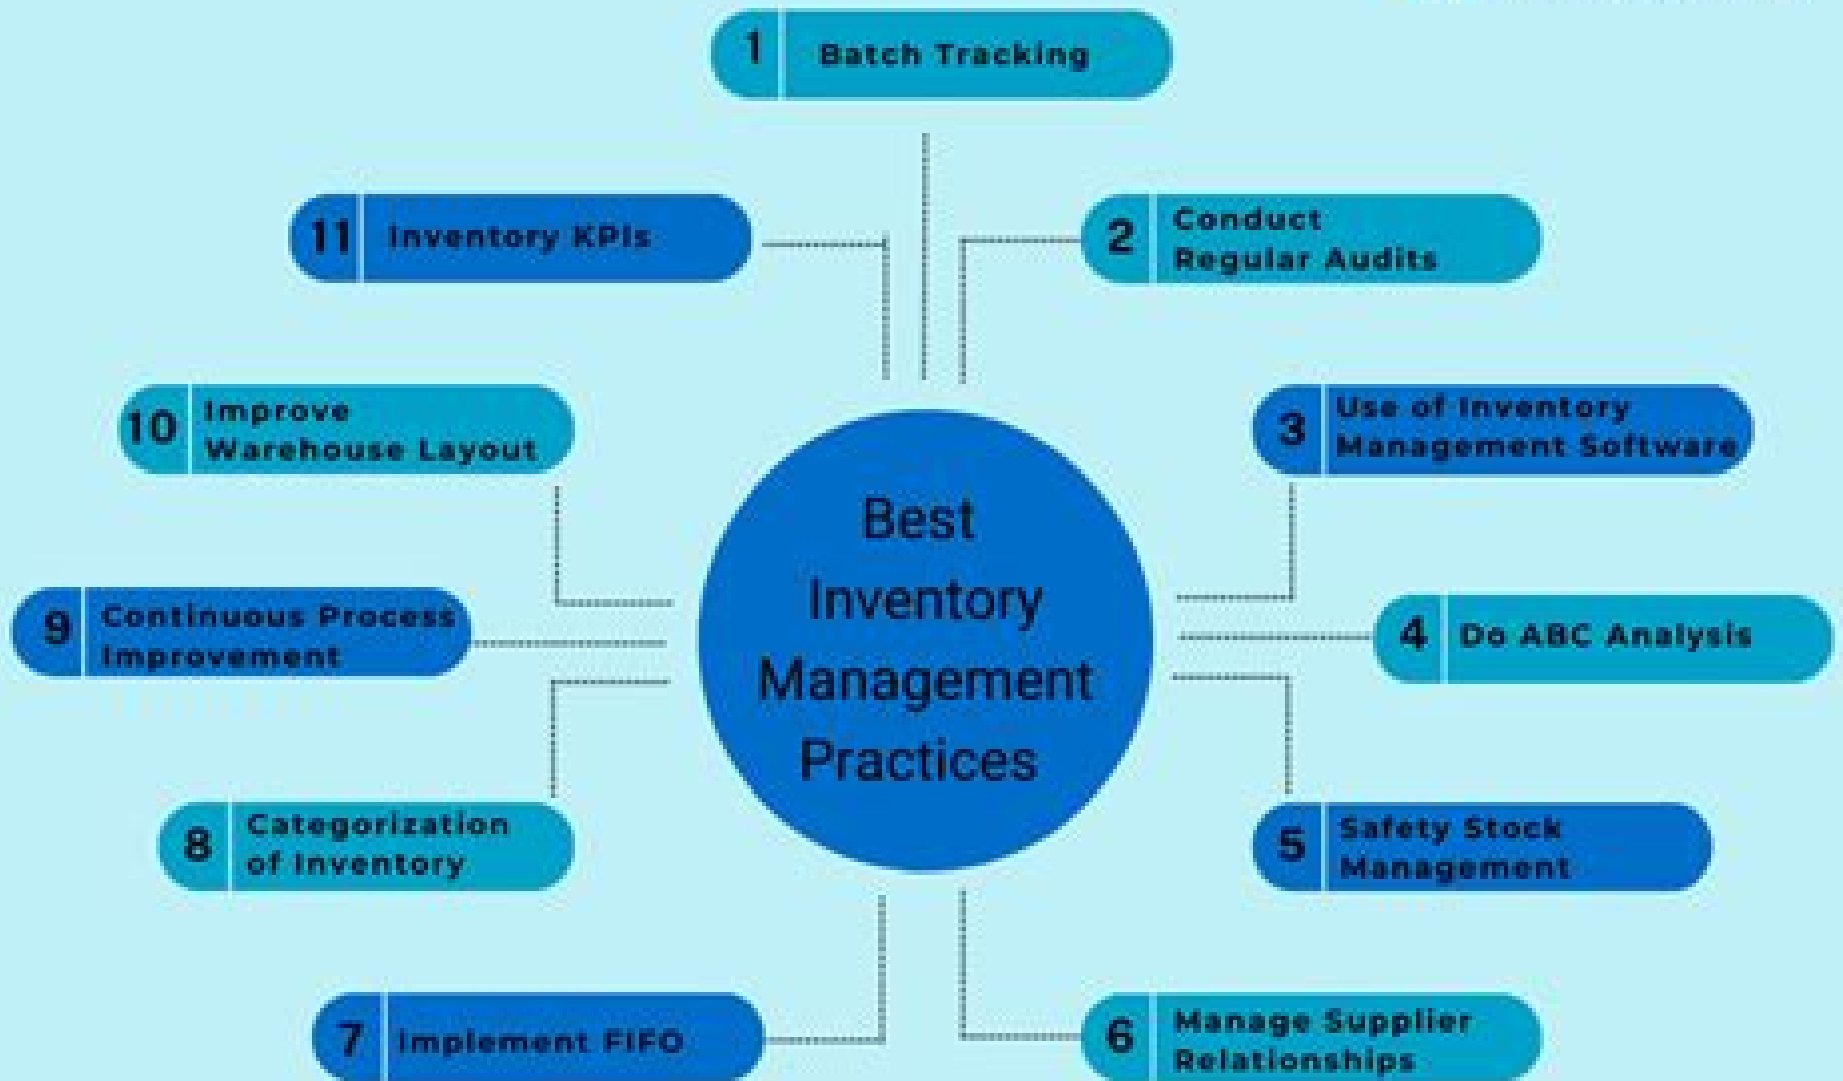 1 Batch Tracking
2 Conduct
Regular Audits
3 Use of Inventory
Management Software
4 Do ABC Analysis
5 Safety Stock
Management
6 Manage Supplier
Relationships
7 Implement FIFO
8 Categorization
of Inventory
9 Continuous Process
Improvement
10 Improve
Warehouse Layout
11 Inventory KPIs
Best
Inventory
Management
Practices